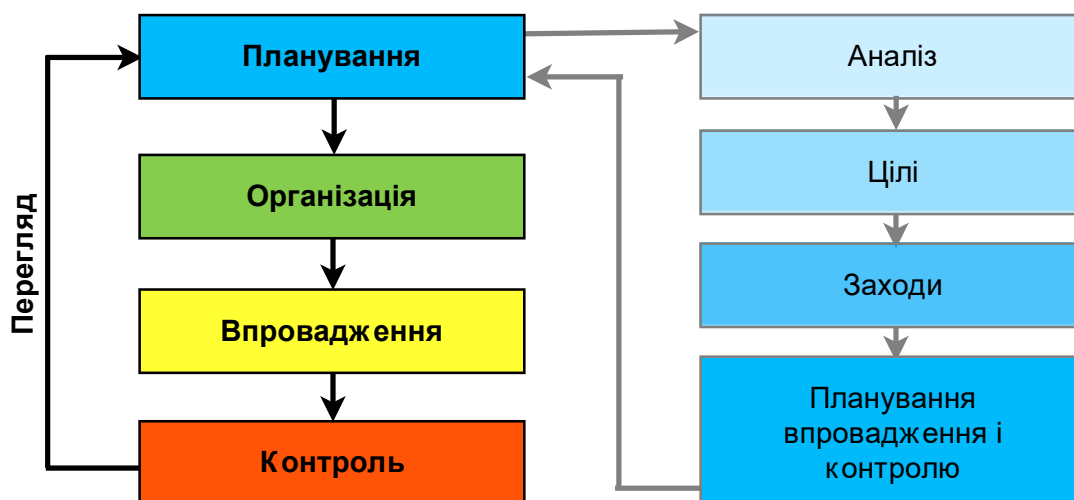 Планування
Організація
Впровадження
Контроль
Перегляд
Аналіз
Цілі
Заходи
Планування
впровадження і
контролю